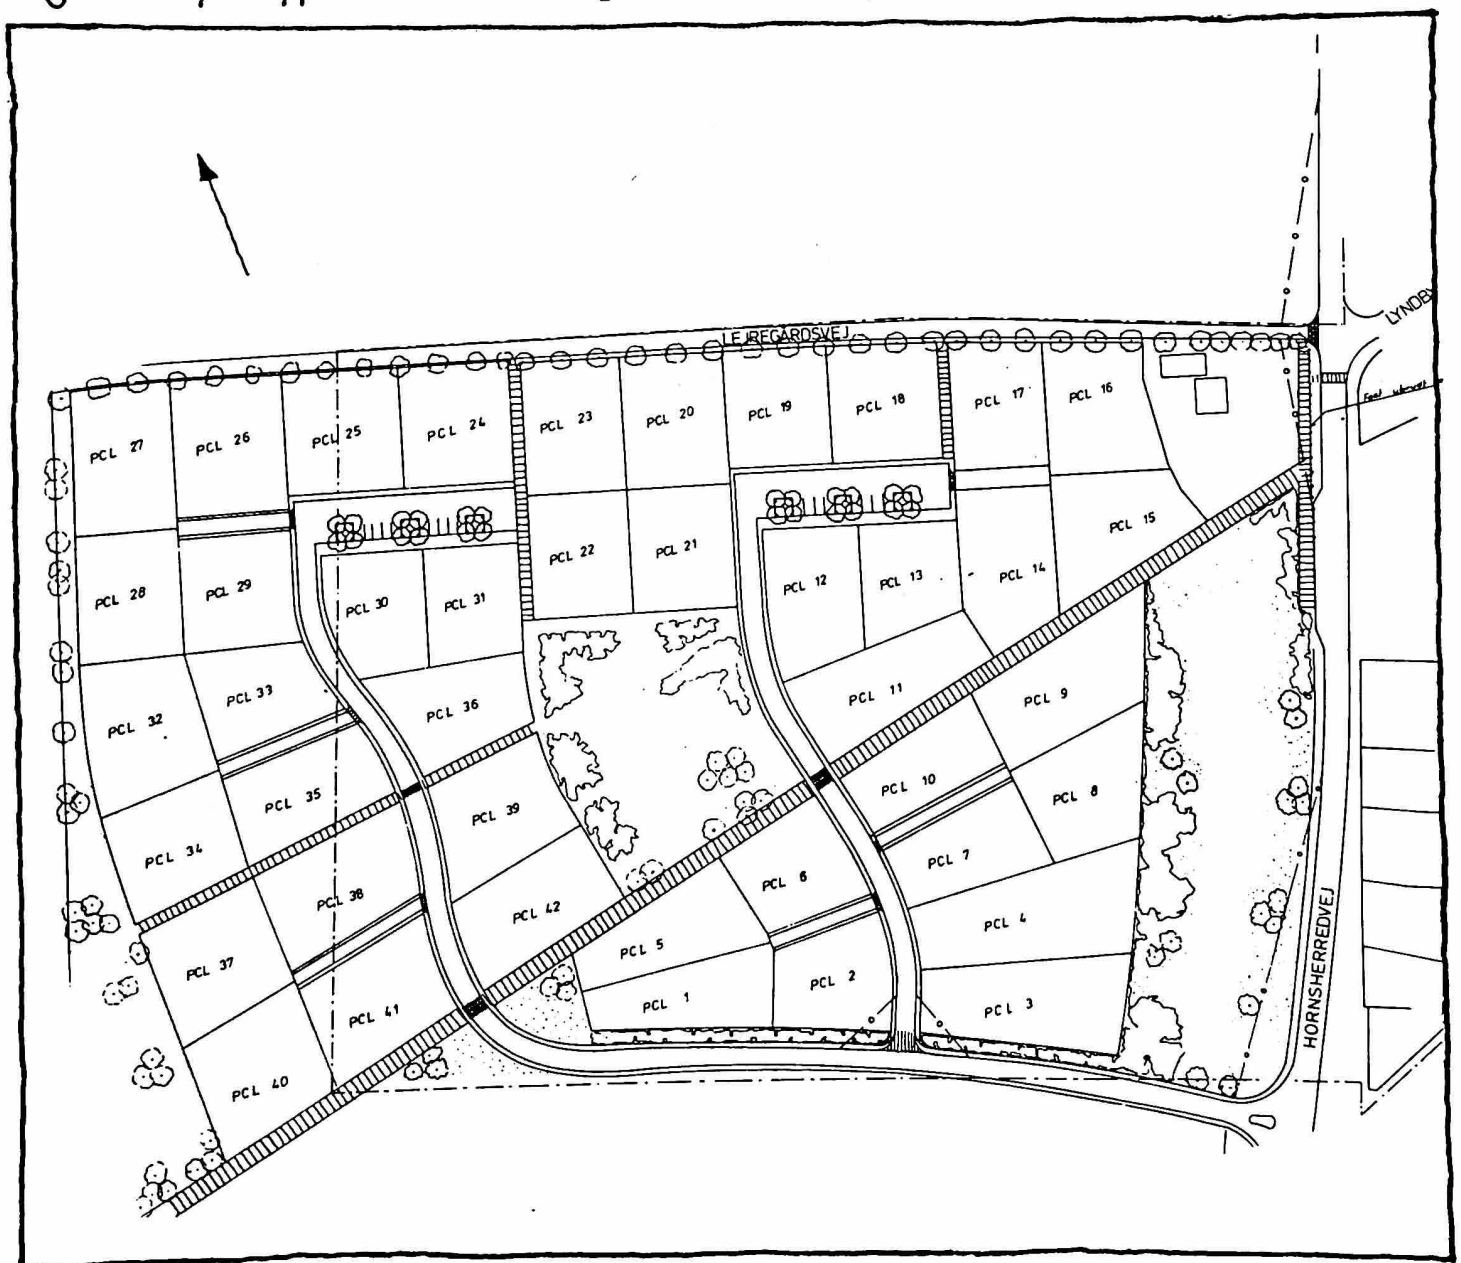 LEJREGÅRDSVEJ
LYNDB
PCL 27
PCL 26
PCL 25
PCL 24
PCL 23
PCL 20
PCL 19
PCL 18
PCL 17
PCL 16
PCL 28
PCL 29
PCL 30
PCL 31
PCL 22
PCL 21
PCL 12
PCL 13
PCL 14
PCL 15
PCL 32
PCL 33
PCL 36
PCL 11
PCL 9
PCL 34
PCL 35
PCL 39
PCL 10
PCL 8
PCL 37
PCL 38
PCL 42
PCL 6
PCL 7
PCL 5
PCL 4
PCL 40
PCL 41
PCL 1
PCL 2
PCL 3
HORNSHERREDVEJ